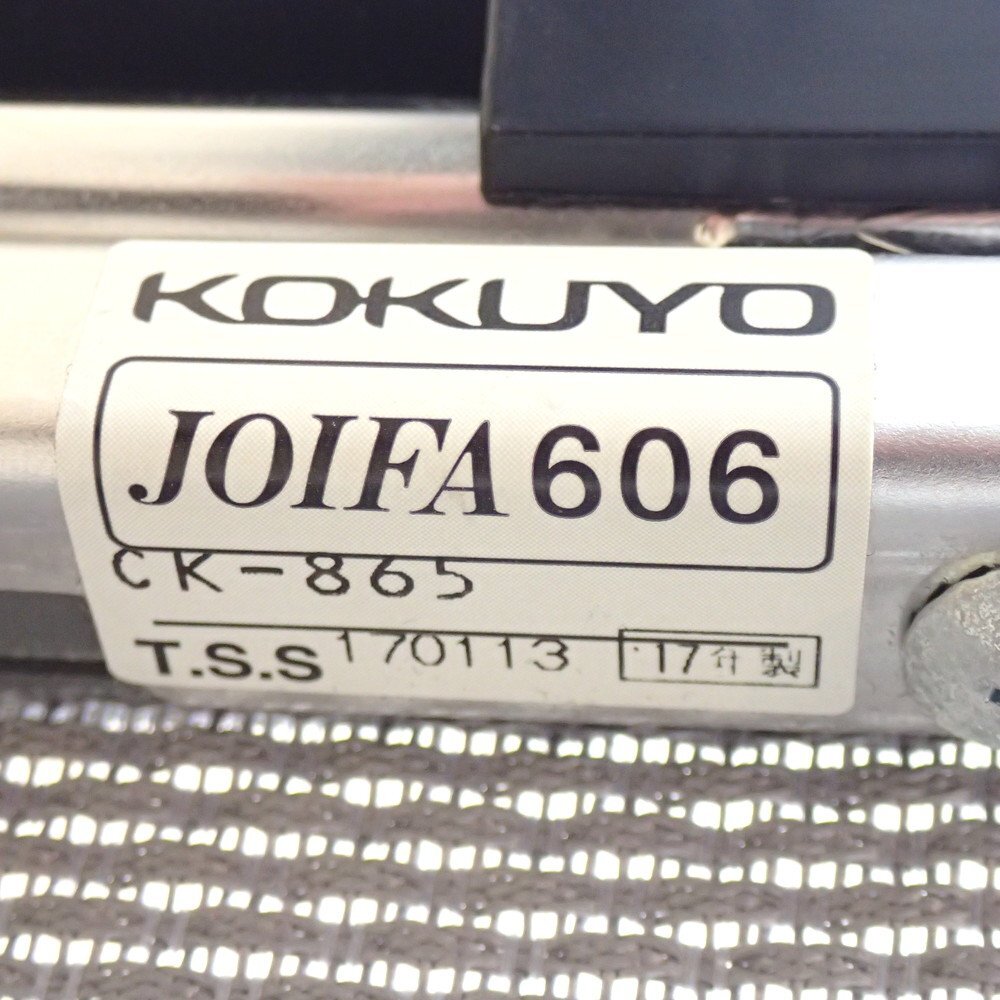 KOKUYO
JOIFA 606
CK-865
T.S.S 170113 '17年製